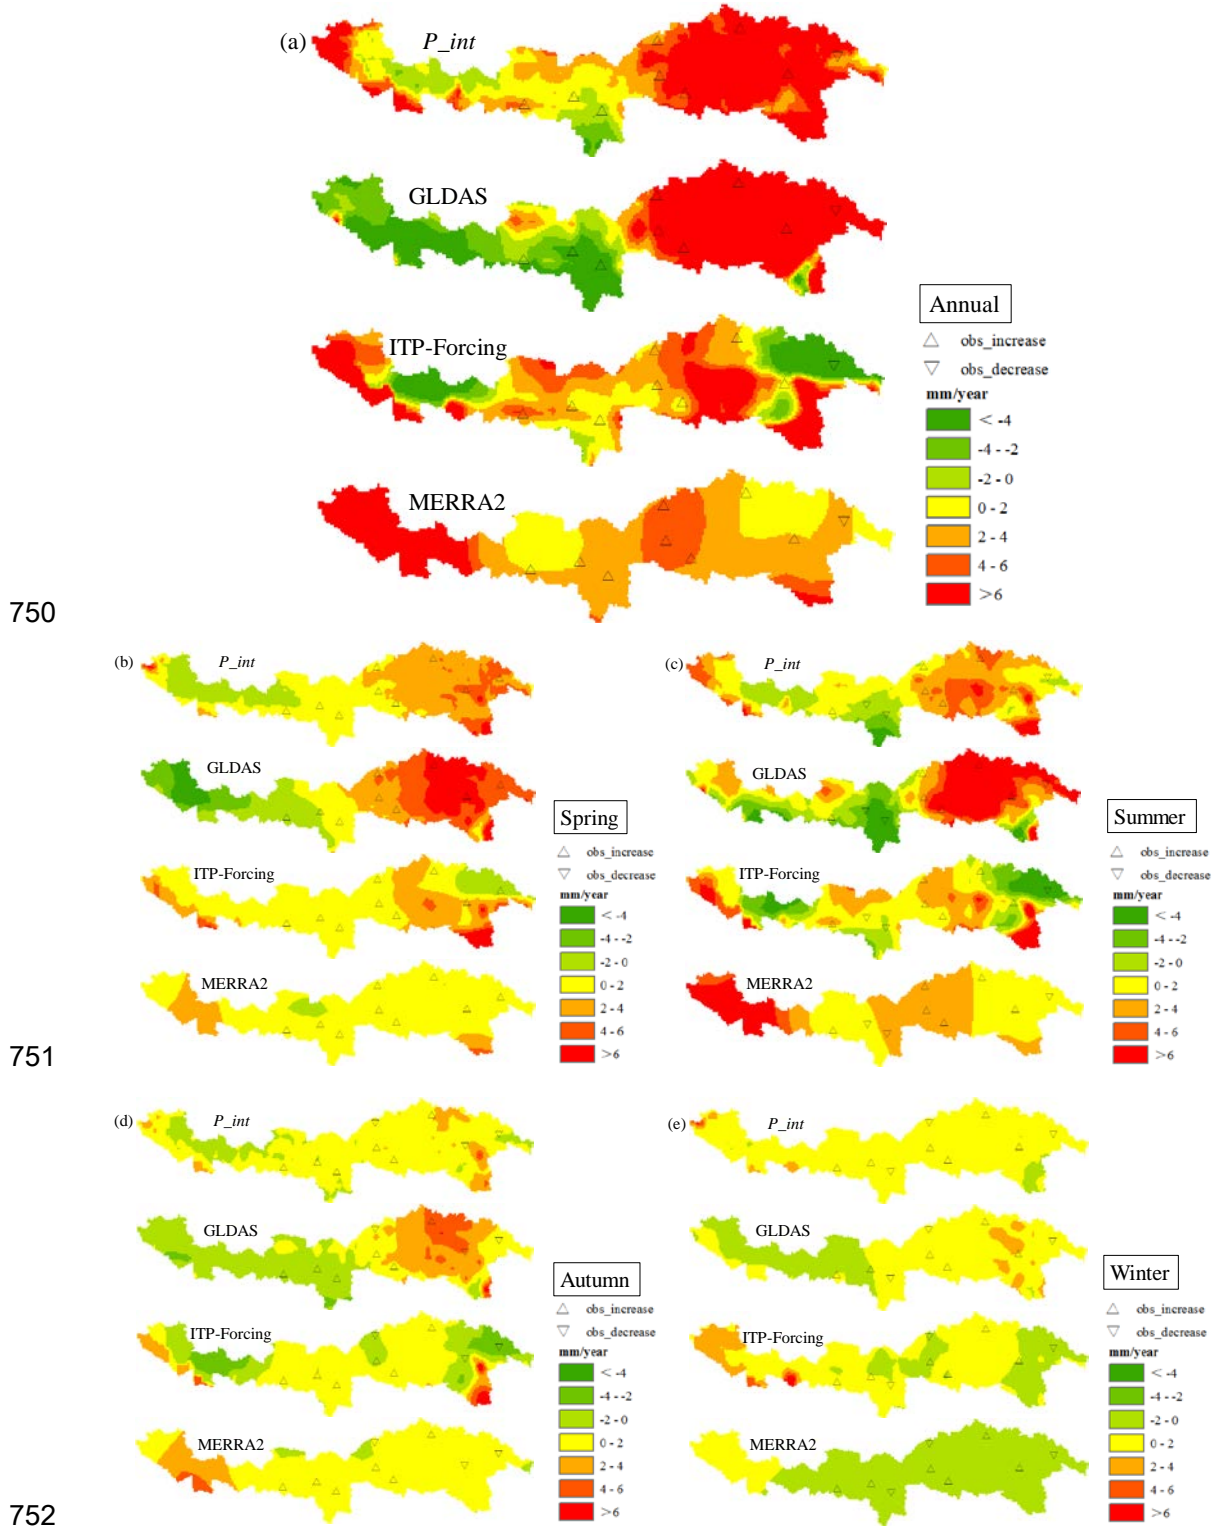 (a)
P_int
GLDAS
ITP-Forcing
MERRA2
Annual
obs_increase
obs_decrease
mm/year
< -4
-4 - -2
-2 - 0
0 - 2
2 - 4
4 - 6
>6
750
(b)
P_int
GLDAS
ITP-Forcing
MERRA2
Spring
obs_increase
obs_decrease
mm/year
< -4
-4 - -2
-2 - 0
0 - 2
2 - 4
4 - 6
>6
(c)
P_int
GLDAS
ITP-Forcing
MERRA2
Summer
obs_increase
obs_decrease
mm/year
< -4
-4 - -2
-2 - 0
0 - 2
2 - 4
4 - 6
>6
751
(d)
P_int
GLDAS
ITP-Forcing
MERRA2
Autumn
obs_increase
obs_decrease
mm/year
< -4
-4 - -2
-2 - 0
0 - 2
2 - 4
4 - 6
>6
(e)
P_int
GLDAS
ITP-Forcing
MERRA2
Winter
obs_increase
obs_decrease
mm/year
< -4
-4 - -2
-2 - 0
0 - 2
2 - 4
4 - 6
>6
752